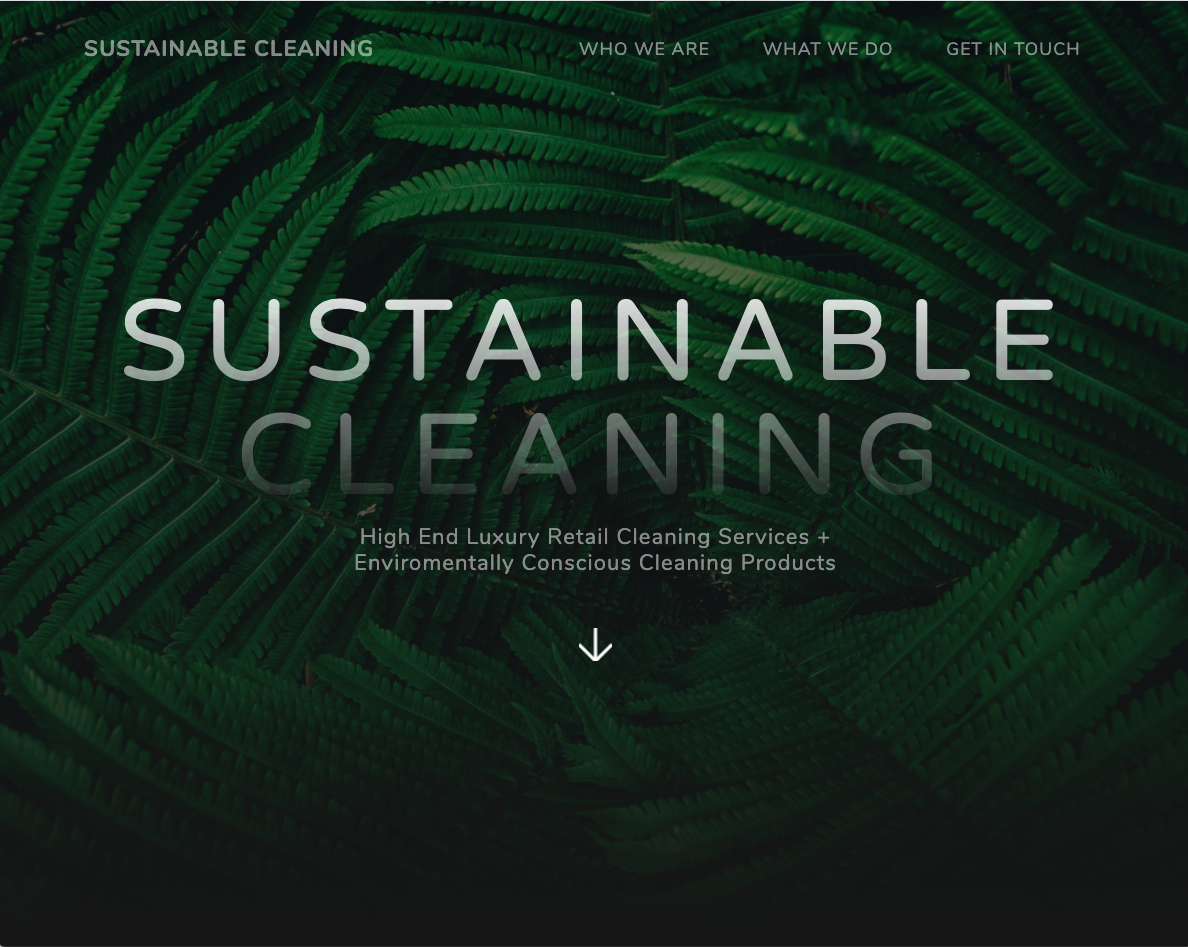 SUSTAINABLE CLEANING
WHO WE ARE
WHAT WE DO
GET IN TOUCH
SUSTAINABLE
CLEANING
High End Luxury Retail Cleaning Services +
Enviromentally Conscious Cleaning Products